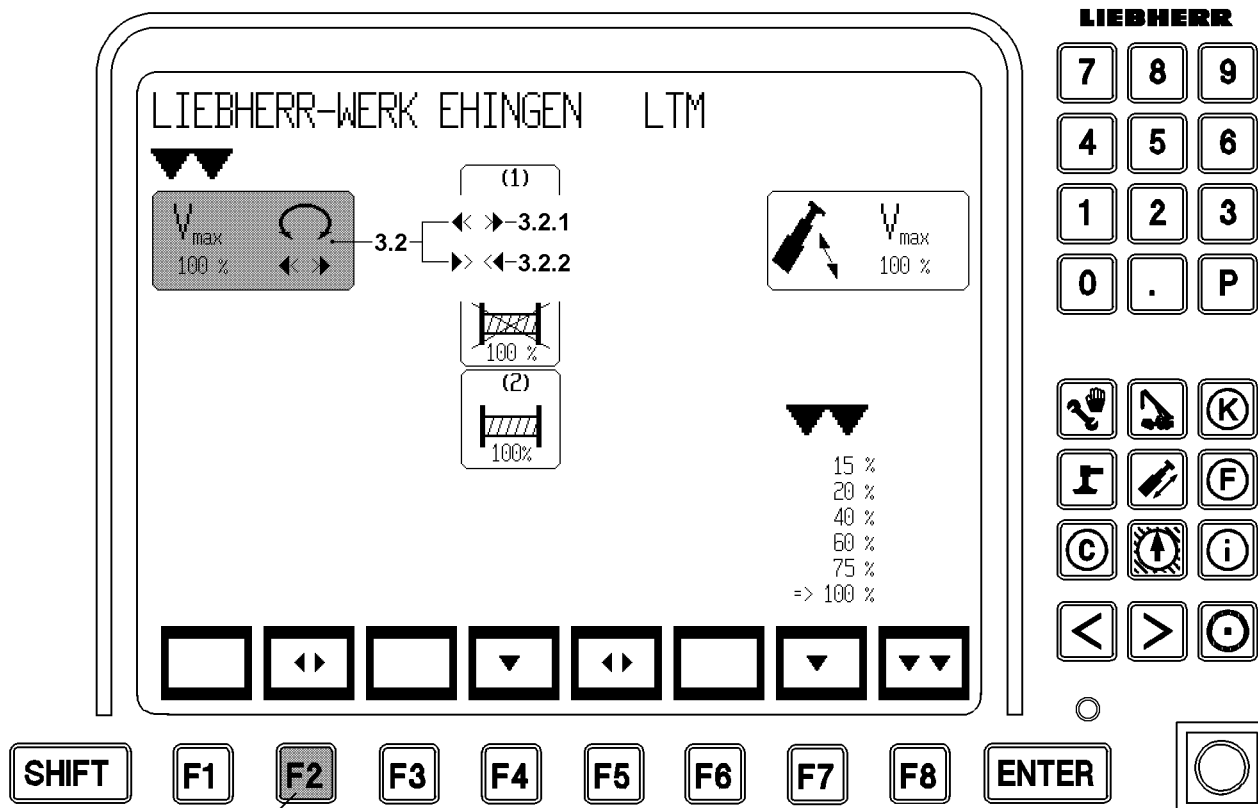 LIEBHERR
LIEBHERR-WERK EHINGEN LTM
Vmax
100 %
3.2
(1)
3.2.1
3.2.2
100 %
(2)
100%
Vmax
100 %
15 %
20 %
40 %
60 %
75 %
=> 100 %
7 8 9
4 5 6
1 2 3
0 . P
K
F
C i
< >
SHIFT F1 F2 F3 F4 F5 F6 F7 F8 ENTER